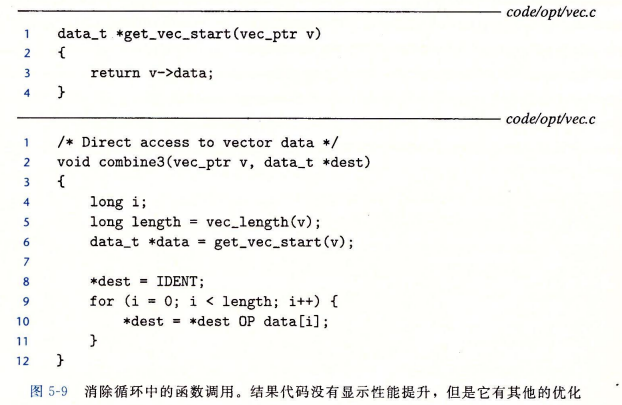 code/opt/vec.c
1 data_t *get_vec_start(vec_ptr v)
2 {
3     return v->data;
4 }
code/opt/vec.c
1 /* Direct access to vector data */
2 void combine3(vec_ptr v, data_t *dest)
3 {
4     long i;
5     long length = vec_length(v);
6     data_t *data = get_vec_start(v);
7
8     *dest = IDENT;
9     for (i = 0; i < length; i++) {
10         *dest = *dest OP data[i];
11     }
12 }
图 5-9 消除循环中的函数调用。结果代码没有显示性能提升，但是它有其他的优化